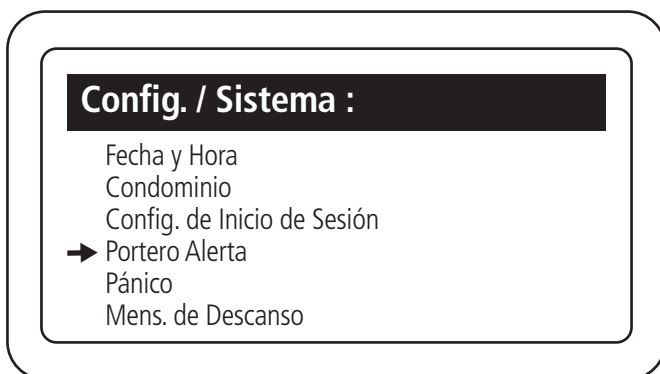 Config. / Sistema :
Fecha y Hora
Condominio
Config. de Inicio de Sesión
Portero Alerta
Pánico
Mens. de Descanso